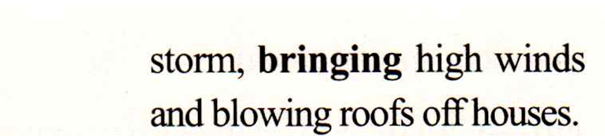 storm, bringing high winds
and blowing roofs off houses.